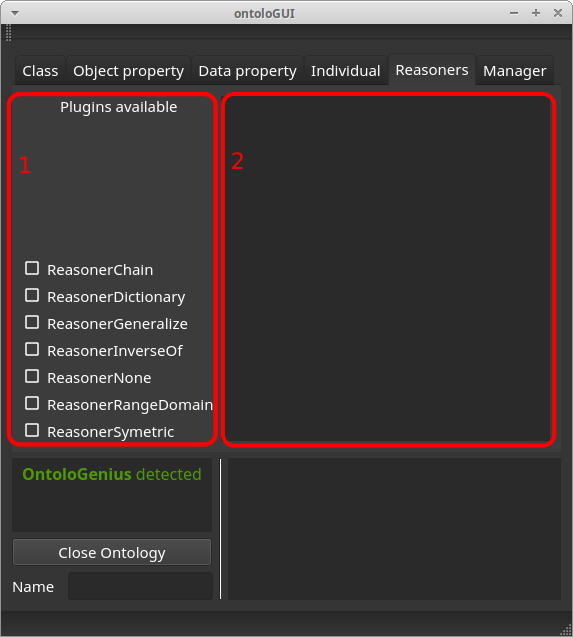 ontoloGUI
Class Object property Data property Individual Reasoners Manager
Plugins available
1
2
ReasonerChain
ReasonerDictionary
ReasonerGeneralize
ReasonerInverseOf
ReasonerNone
ReasonerRangeDomain
ReasonerSymetric
OntoloGenius detected
Close Ontology
Name